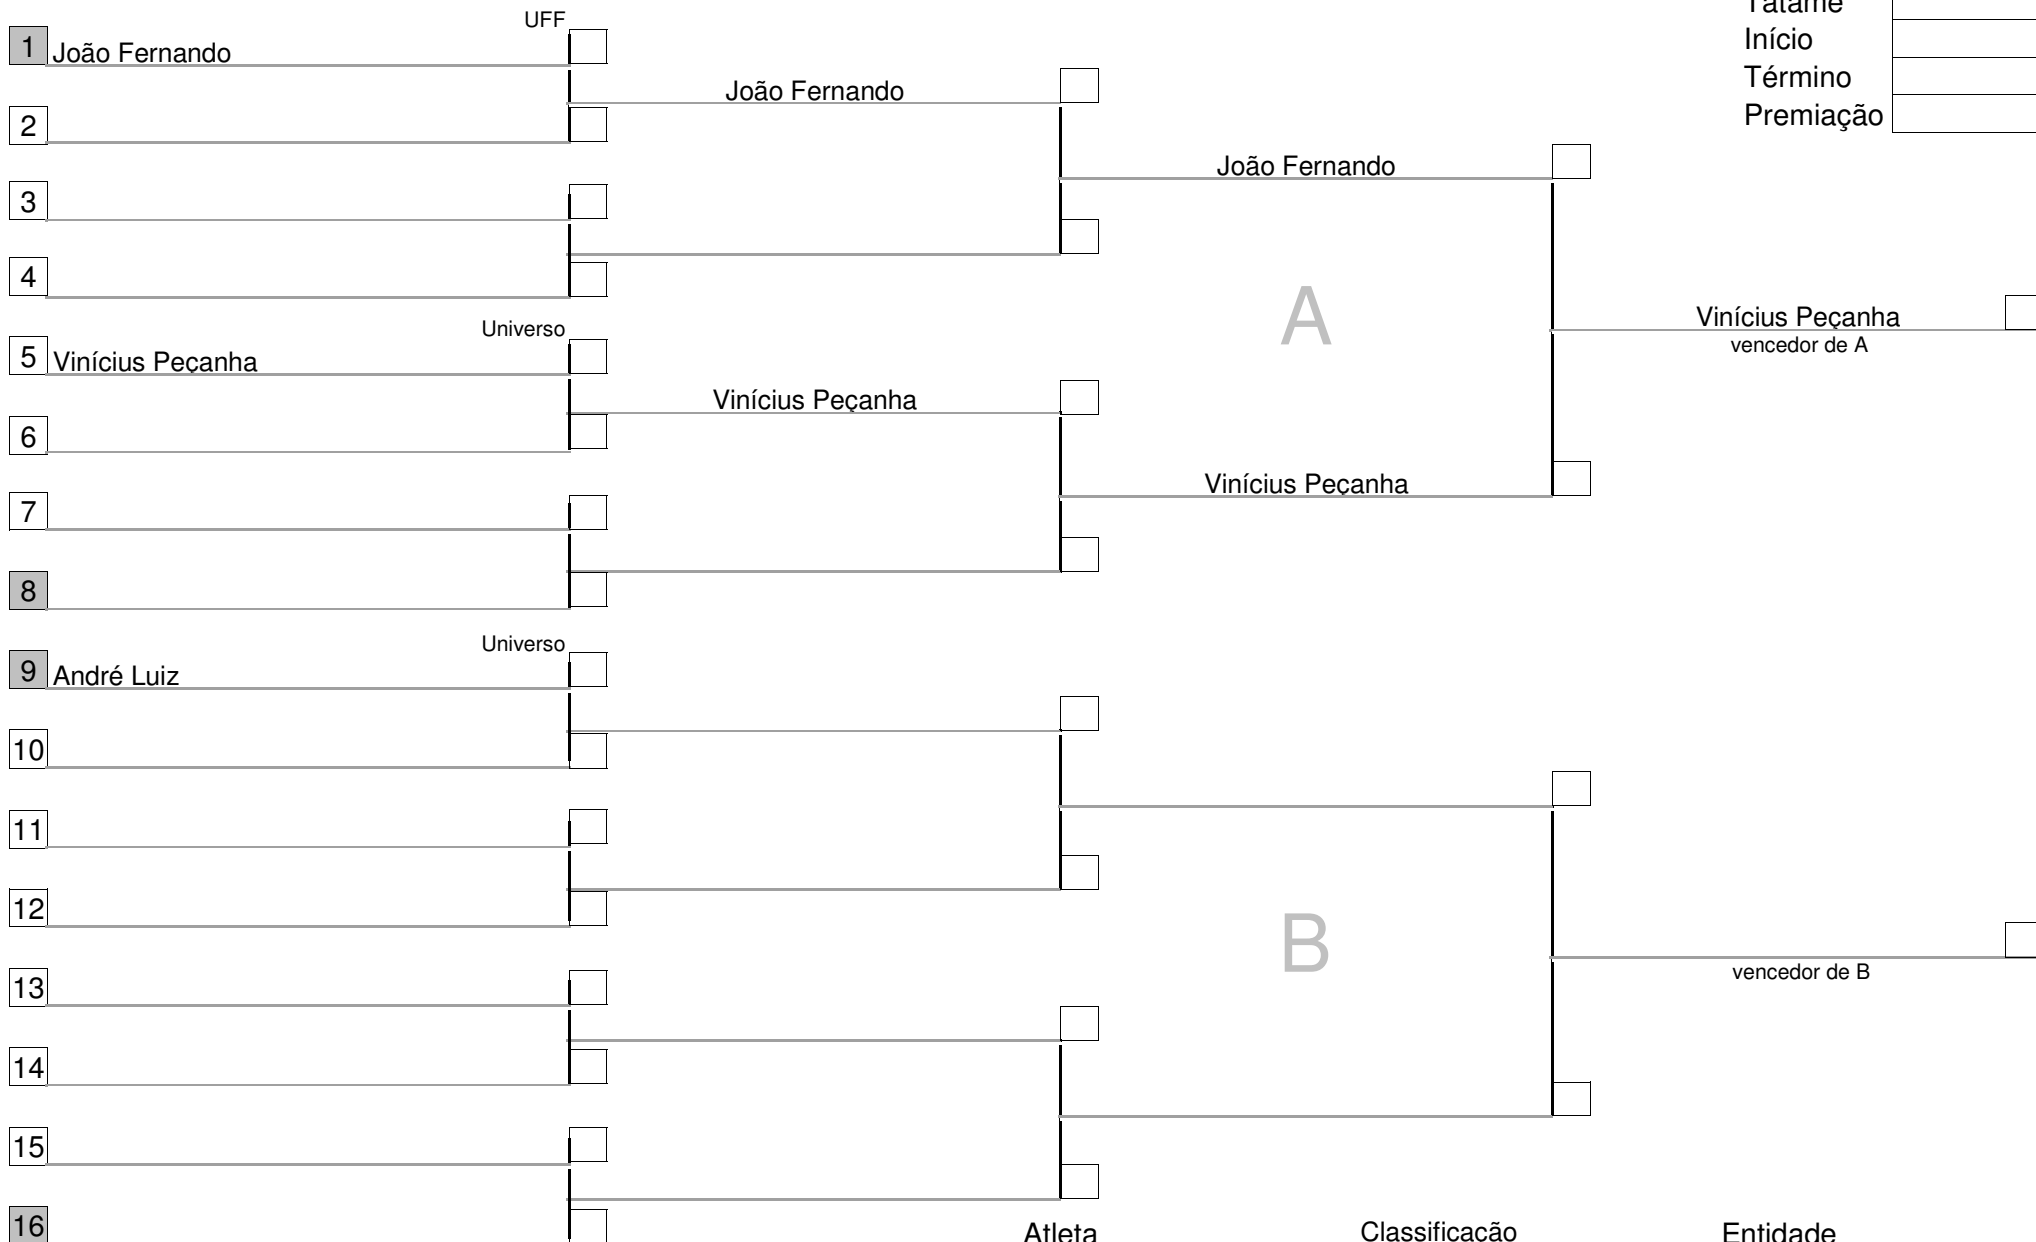 Tatame
Início
Término
Premiação
UFF
1 João Fernando
João Fernando
2
João Fernando
3
4
A
Universo
5 Vinícius Peçanha
Vinícius Peçanha
vencedor de A
Vinícius Peçanha
6
Vinícius Peçanha
7
8
Universo
9 André Luiz
10
11
12
B
13
vencedor de B
14
15
16
Atleta Classificação Entidade